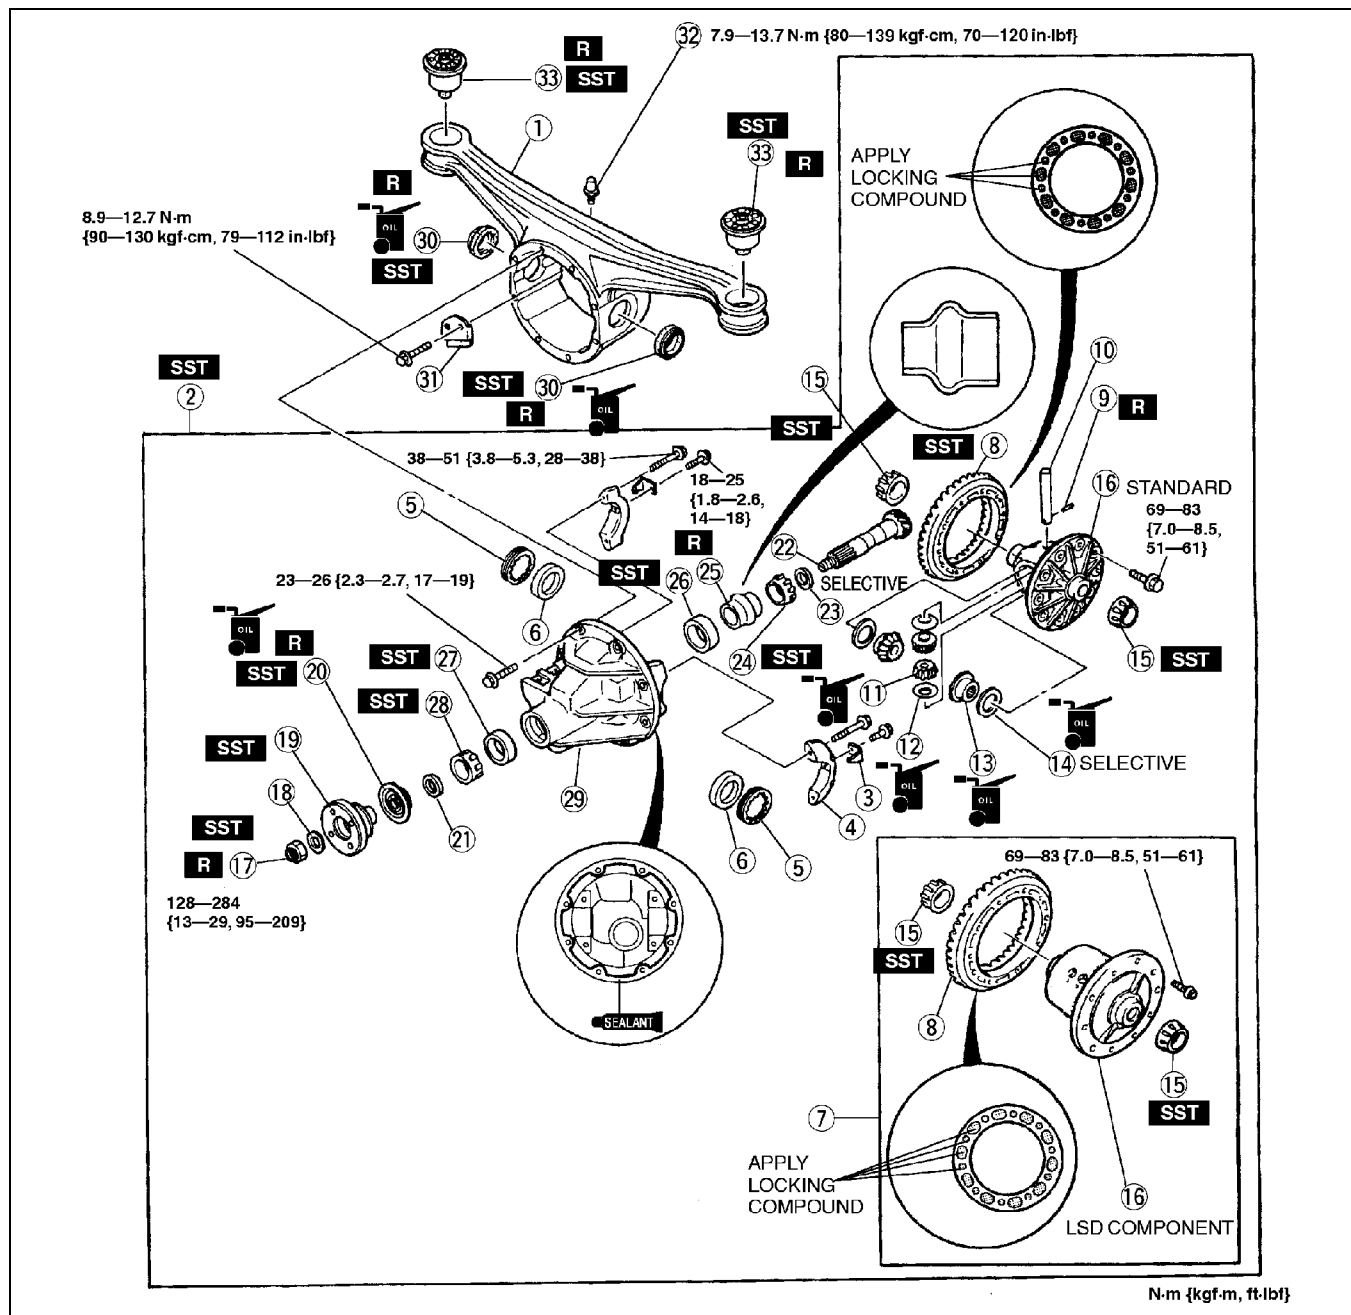 32 7.9—13.7 N·m {80—139 kgf·cm, 70—120 in·lbf}
R
33 SST
1
SST
33 R
APPLY
LOCKING
COMPOUND
R
8.9—12.7 N·m
{90—130 kgf·cm, 79—112 in·lbf}
OIL
30
SST
31
SST 30
R
OIL
SST
2
10
15
9 R
SST
SST 8
38—51 {3.8—5.3, 28—38}
18—25
{1.8—2.6,
14—18}
16 STANDARD
69—83
{7.0—8.5,
51—61}
5
R
22
SELECTIVE
23
SST
26
25
23—26 {2.3—2.7, 17—19}
6
24
SST
15 SST
OIL
R
SST 20
SST 27
SST 28
11
OIL
12
13
14 SELECTIVE
OIL
SST 19
18
SST
R 17
21
29
3
4
OIL
OIL
6
5
128—284
{13—29, 95—209}
SEALANT
69—83 {7.0—8.5, 51—61}
15
SST
8
15
SST
7
APPLY
LOCKING
COMPOUND
16
LSD COMPONENT
N·m {kgf·m, ft·lbf}